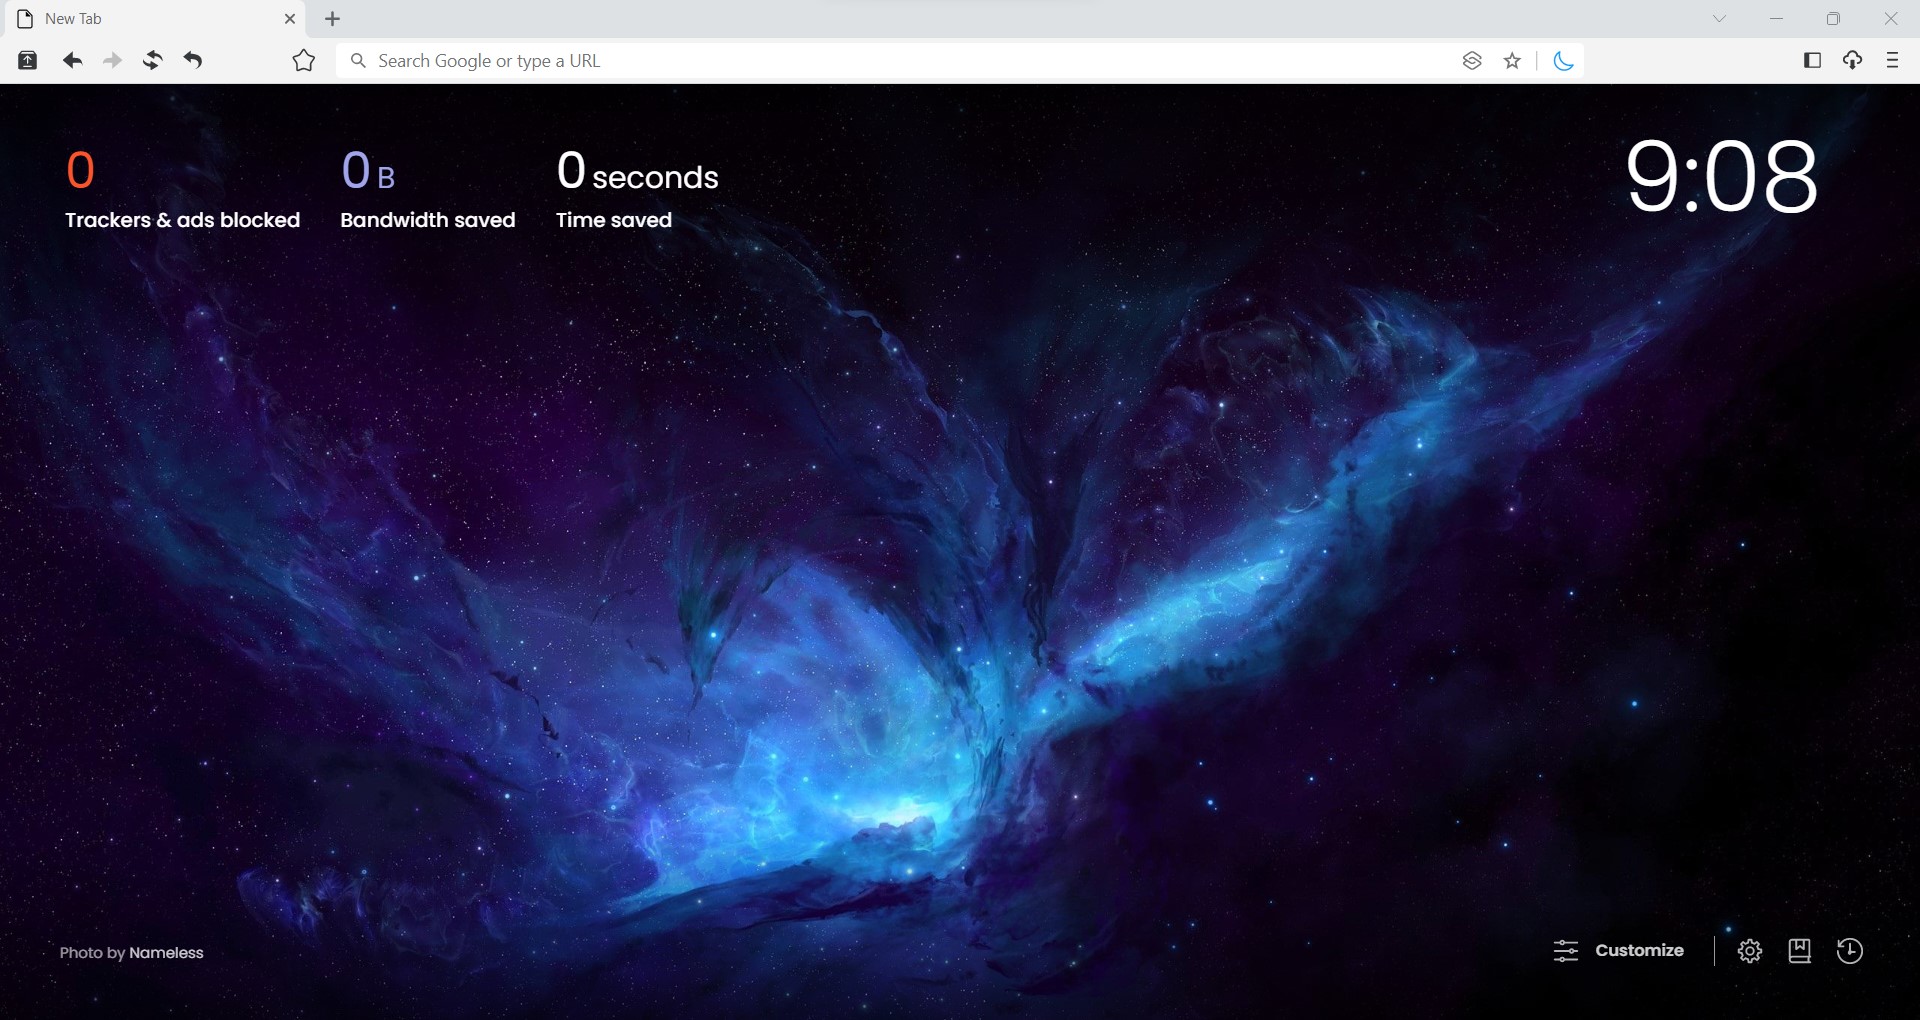 New Tab
Search Google or type a URL
0
0 B
0 seconds
9:08
Trackers & ads blocked
Bandwidth saved
Time saved
Photo by Nameless
Customize